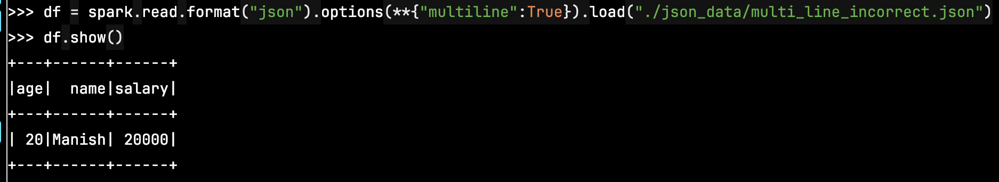 >>> df = spark.read.format("json").options(**{"multiline":True}).load("./json_data/multi_line_incorrect.json")
>>> df.show()
+---+------+------+
|age|  name|salary|
+---+------+------+
| 20|Manish| 20000|
+---+------+------+